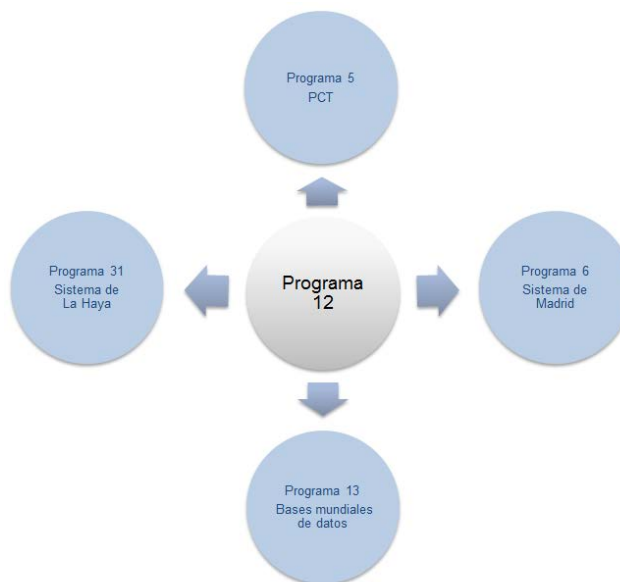 Programa 5
PCT
Programa 31
Sistema de
La Haya
Programa
12
Programa 6
Sistema de
Madrid
Programa 13
Bases mundiales
de datos